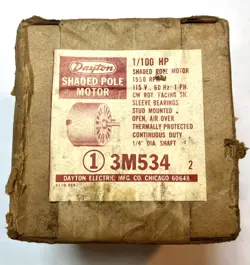 Dayton
SHADED POLE
MOTOR
1/100 HP
SHADED POLE MOTOR
1550 RPM
115 V., 60 Hz. 1 PH.
CW ROT. FACING SH.
SLEEVE BEARINGS
STUD MOUNTED
OPEN, AIR OVER
THERMALLY PROTECTED
CONTINUOUS DUTY
1/4" DIA SHAFT
1 3M534 2
DAYTON ELECTRIC MFG. CO. CHICAGO 60648